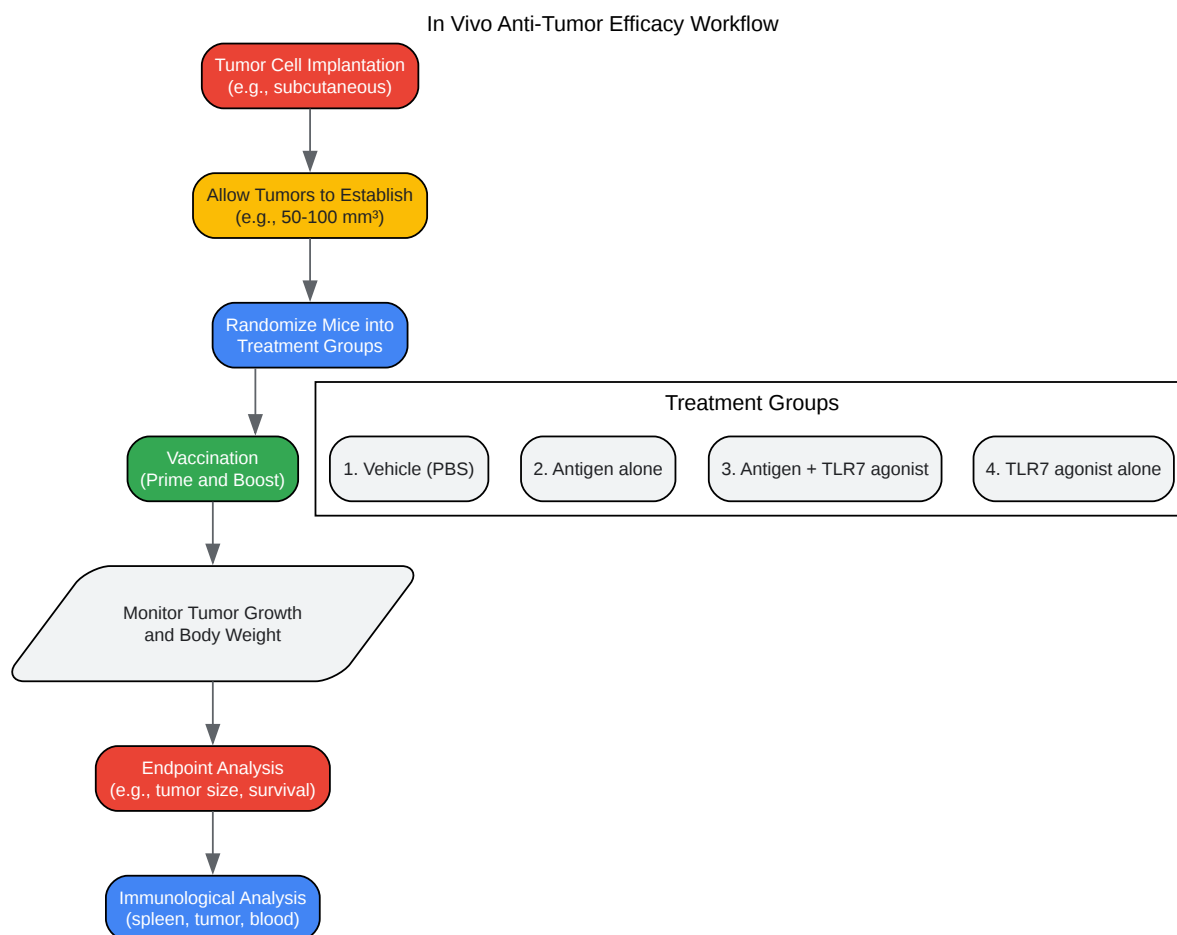 In Vivo Anti-Tumor Efficacy Workflow
Tumor Cell Implantation
(e.g., subcutaneous)
Allow Tumors to Establish
(e.g., 50-100 mm³)
Randomize Mice into
Treatment Groups
Treatment Groups
Vaccination
(Prime and Boost)
1. Vehicle (PBS)
2. Antigen alone
3. Antigen + TLR7 agonist
4. TLR7 agonist alone
Monitor Tumor Growth
and Body Weight
Endpoint Analysis
(e.g., tumor size, survival)
Immunological Analysis
(spleen, tumor, blood)